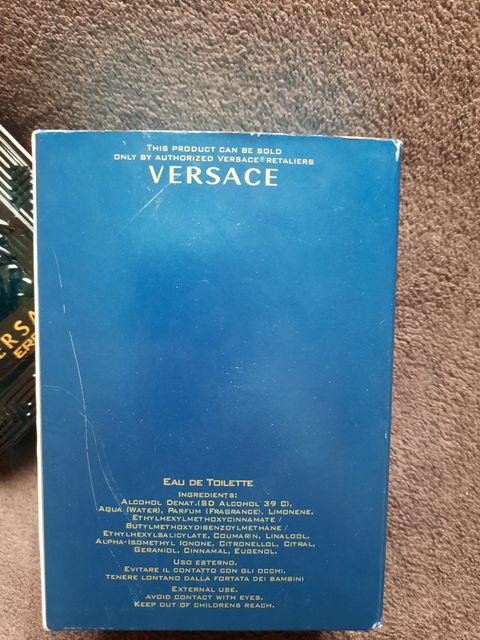 THIS PRODUCT CAN BE SOLD
ONLY BY AUTHORIZED VERSACE® RETALIERS
VERSACE
EAU DE TOILETTE
INGREDIENTS:
ALCOHOL DENAT.(SD ALCOHOL 39 C),
AQUA (WATER), PARFUM (FRAGRANCE), LIMONENE,
ETHYLHEXYLMETHOXYCINNAMATE /
BUTYLMETHOXYDIBENZOYLMETHANE /
ETHYLHEXYLSALICYLATE, COUMARIN, LINALOOL,
ALPHA-ISOMETHYL IONONE, CITRONELLOL, CITRAL,
GERANIOL, CINNAMAL, EUGENOL.
USO ESTERNO.
EVITARE IL CONTATTO CON GLI OCCHI.
TENERE LONTANO DALLA FORTATA DEI BAMBINI
EXTERNAL USE.
AVOID CONTACT WITH EYES.
KEEP OUT OF CHILDRENS REACH.